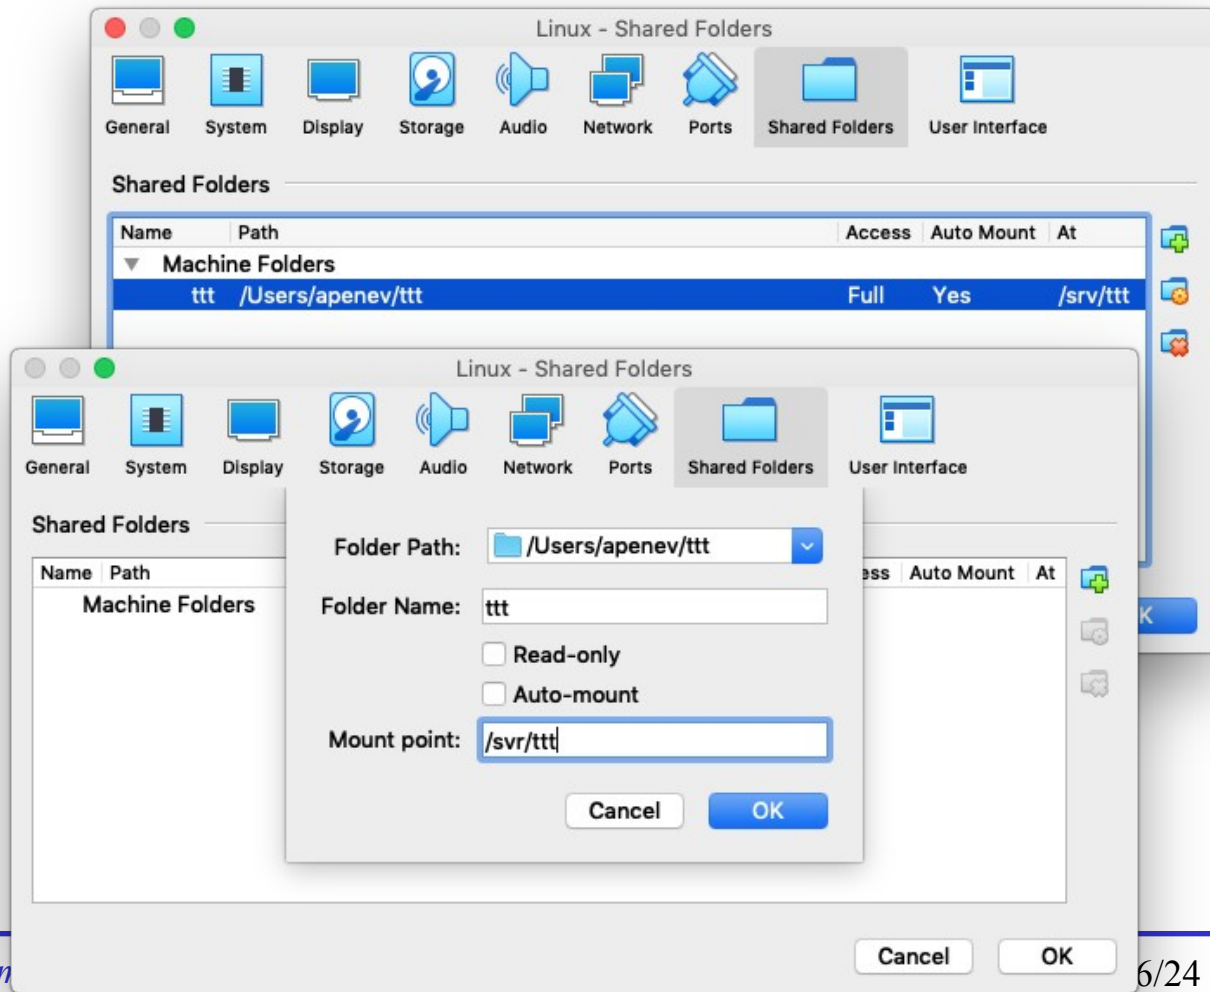 Linux - Shared Folders
General System Display Storage Audio Network Ports Shared Folders User Interface
Shared Folders
Name Path Access Auto Mount At
Machine Folders
ttt /Users/apenev/ttt Full Yes /srv/ttt
Linux - Shared Folders
General System Display Storage Audio Network Ports Shared Folders User Interface
Shared Folders
Name Path ess Auto Mount At
Machine Folders
Folder Path: /Users/apenev/ttt
Folder Name: ttt
Read-only
Auto-mount
Mount point: /svr/ttt
Cancel OK
K
Cancel OK
6/24